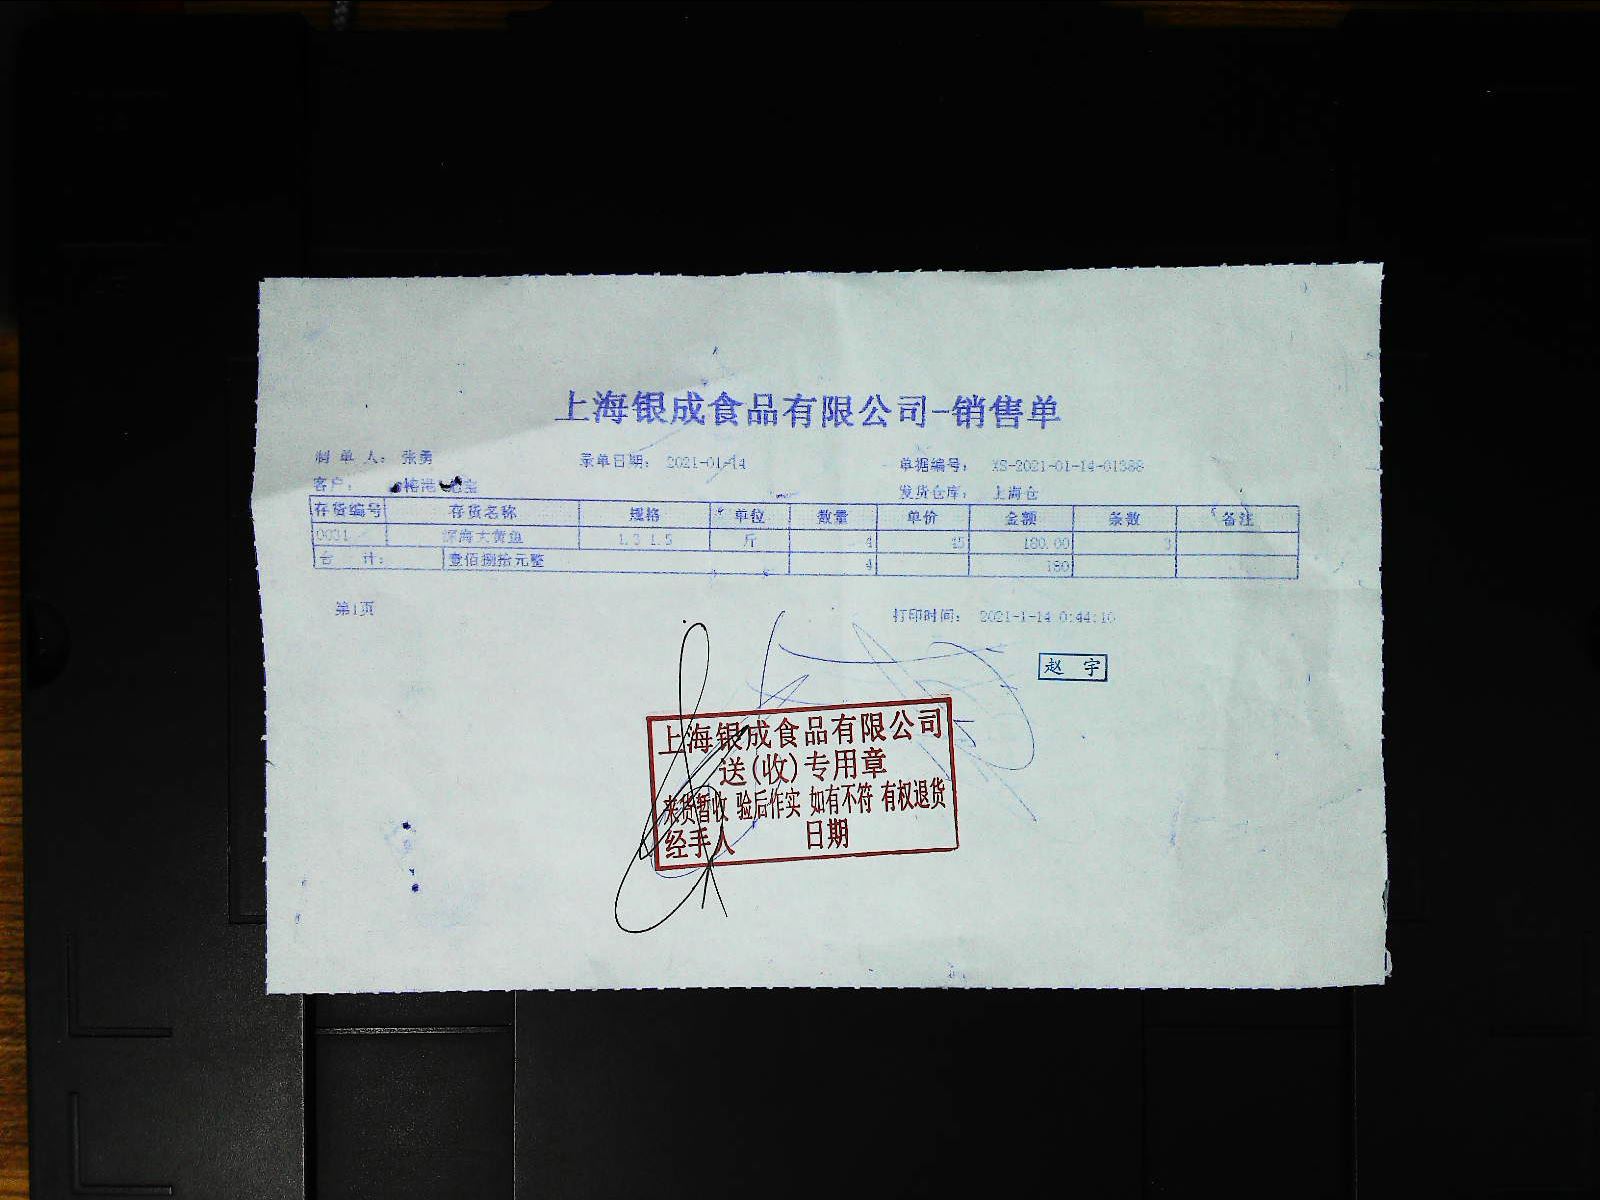 上海银成食品有限公司-销售单
制 单 人： 张勇 录单日期： 2021-01-14 单据编号： XS-2021-01-14-01388
客户： 发货仓库： 上海仓
存货编号 存货名称 规格 单位 数量 单价 金额 条数 备注
0031 深海大黄鱼 1.3-1.5 斤 4 45 180.00 3
合 计： 壹佰捌拾元整 4 180
第1页 打印时间： 2021-1-14 0:44:10
赵 宇
上海银成食品有限公司
送(收)专用章
来货暂收 验后作实 如有不符 有权退货
经手人 日期